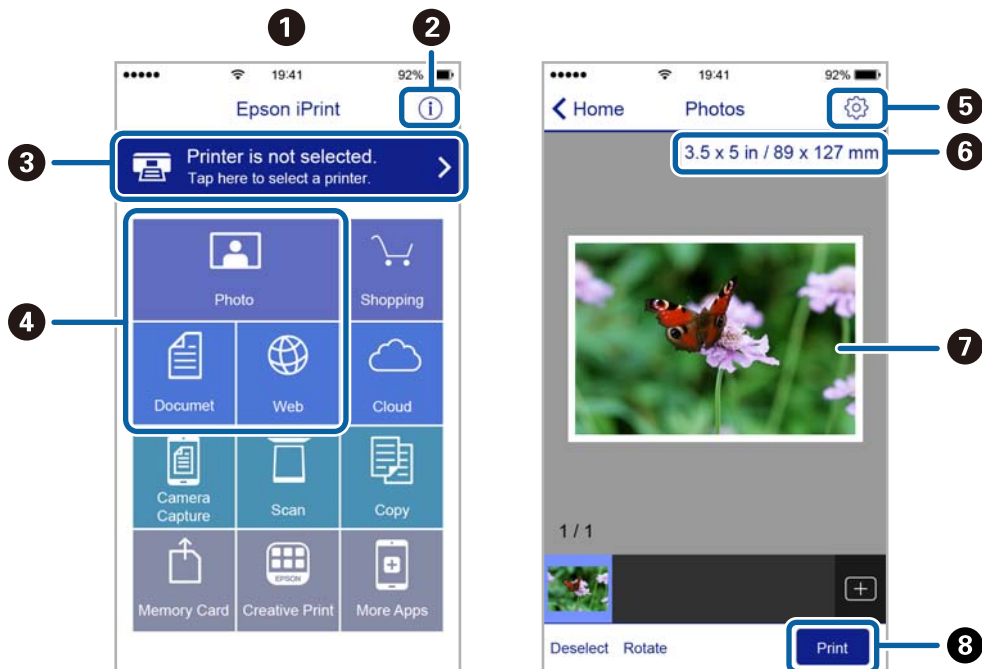 1
2
19:41
92%
Epson iPrint
3
Printer is not selected.
Tap here to select a printer.
4
Photo
Shopping
Documet
Web
Cloud
Camera
Capture
Scan
Copy
EPSON
Memory Card
Creative Print
More Apps
19:41
92%
Home
Photos
5
3.5 x 5 in / 89 x 127 mm
6
7
1 / 1
Deselect
Rotate
Print
8